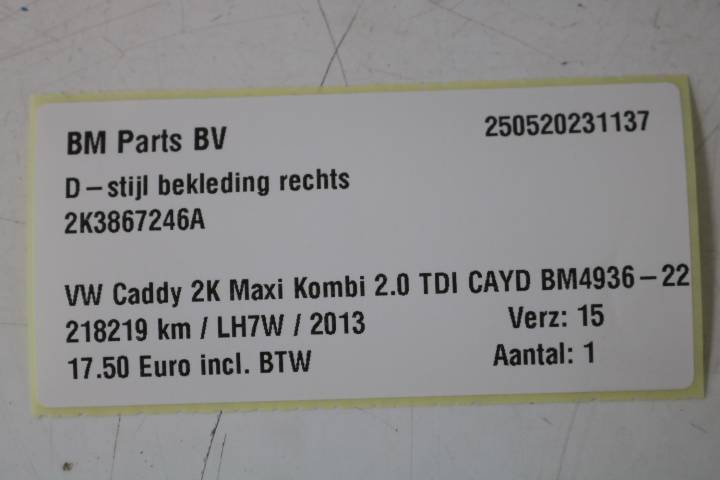 BM Parts BV 250520231137
D-stijl bekleding rechts
2K3867246A
VW Caddy 2K Maxi Kombi 2.0 TDI CAYD BM4936-22
218219 km / LH7W / 2013 Verz: 15
17.50 Euro incl. BTW Aantal: 1